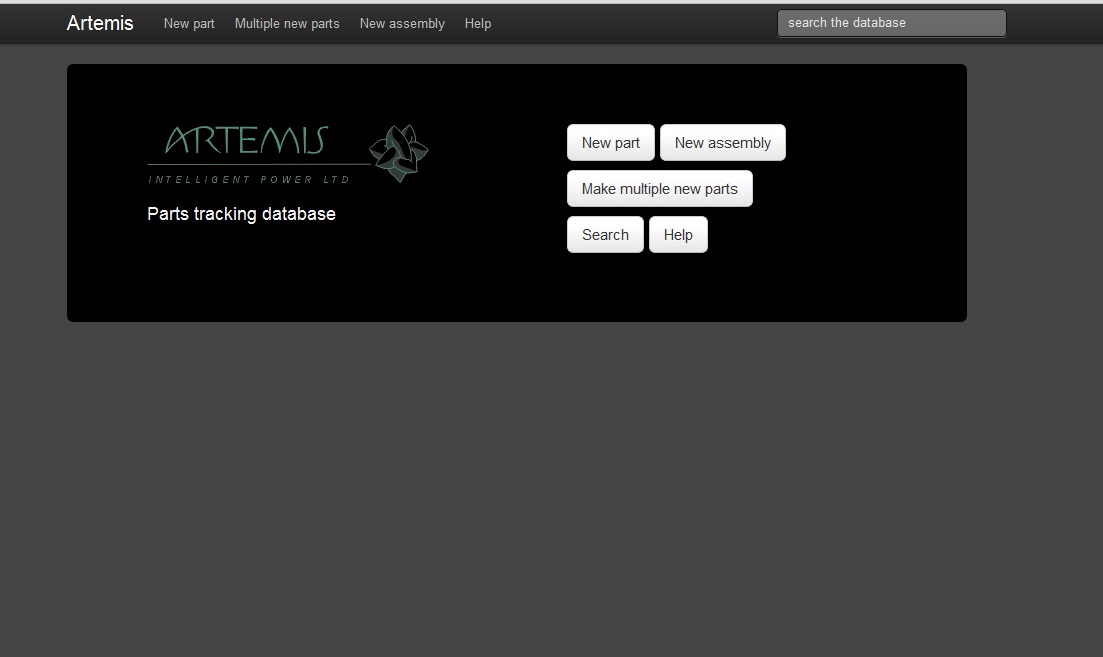 Artemis New part Multiple new parts New assembly Help search the database
ARTEMIS
INTELLIGENT POWER LTD
Parts tracking database
New part New assembly
Make multiple new parts
Search Help